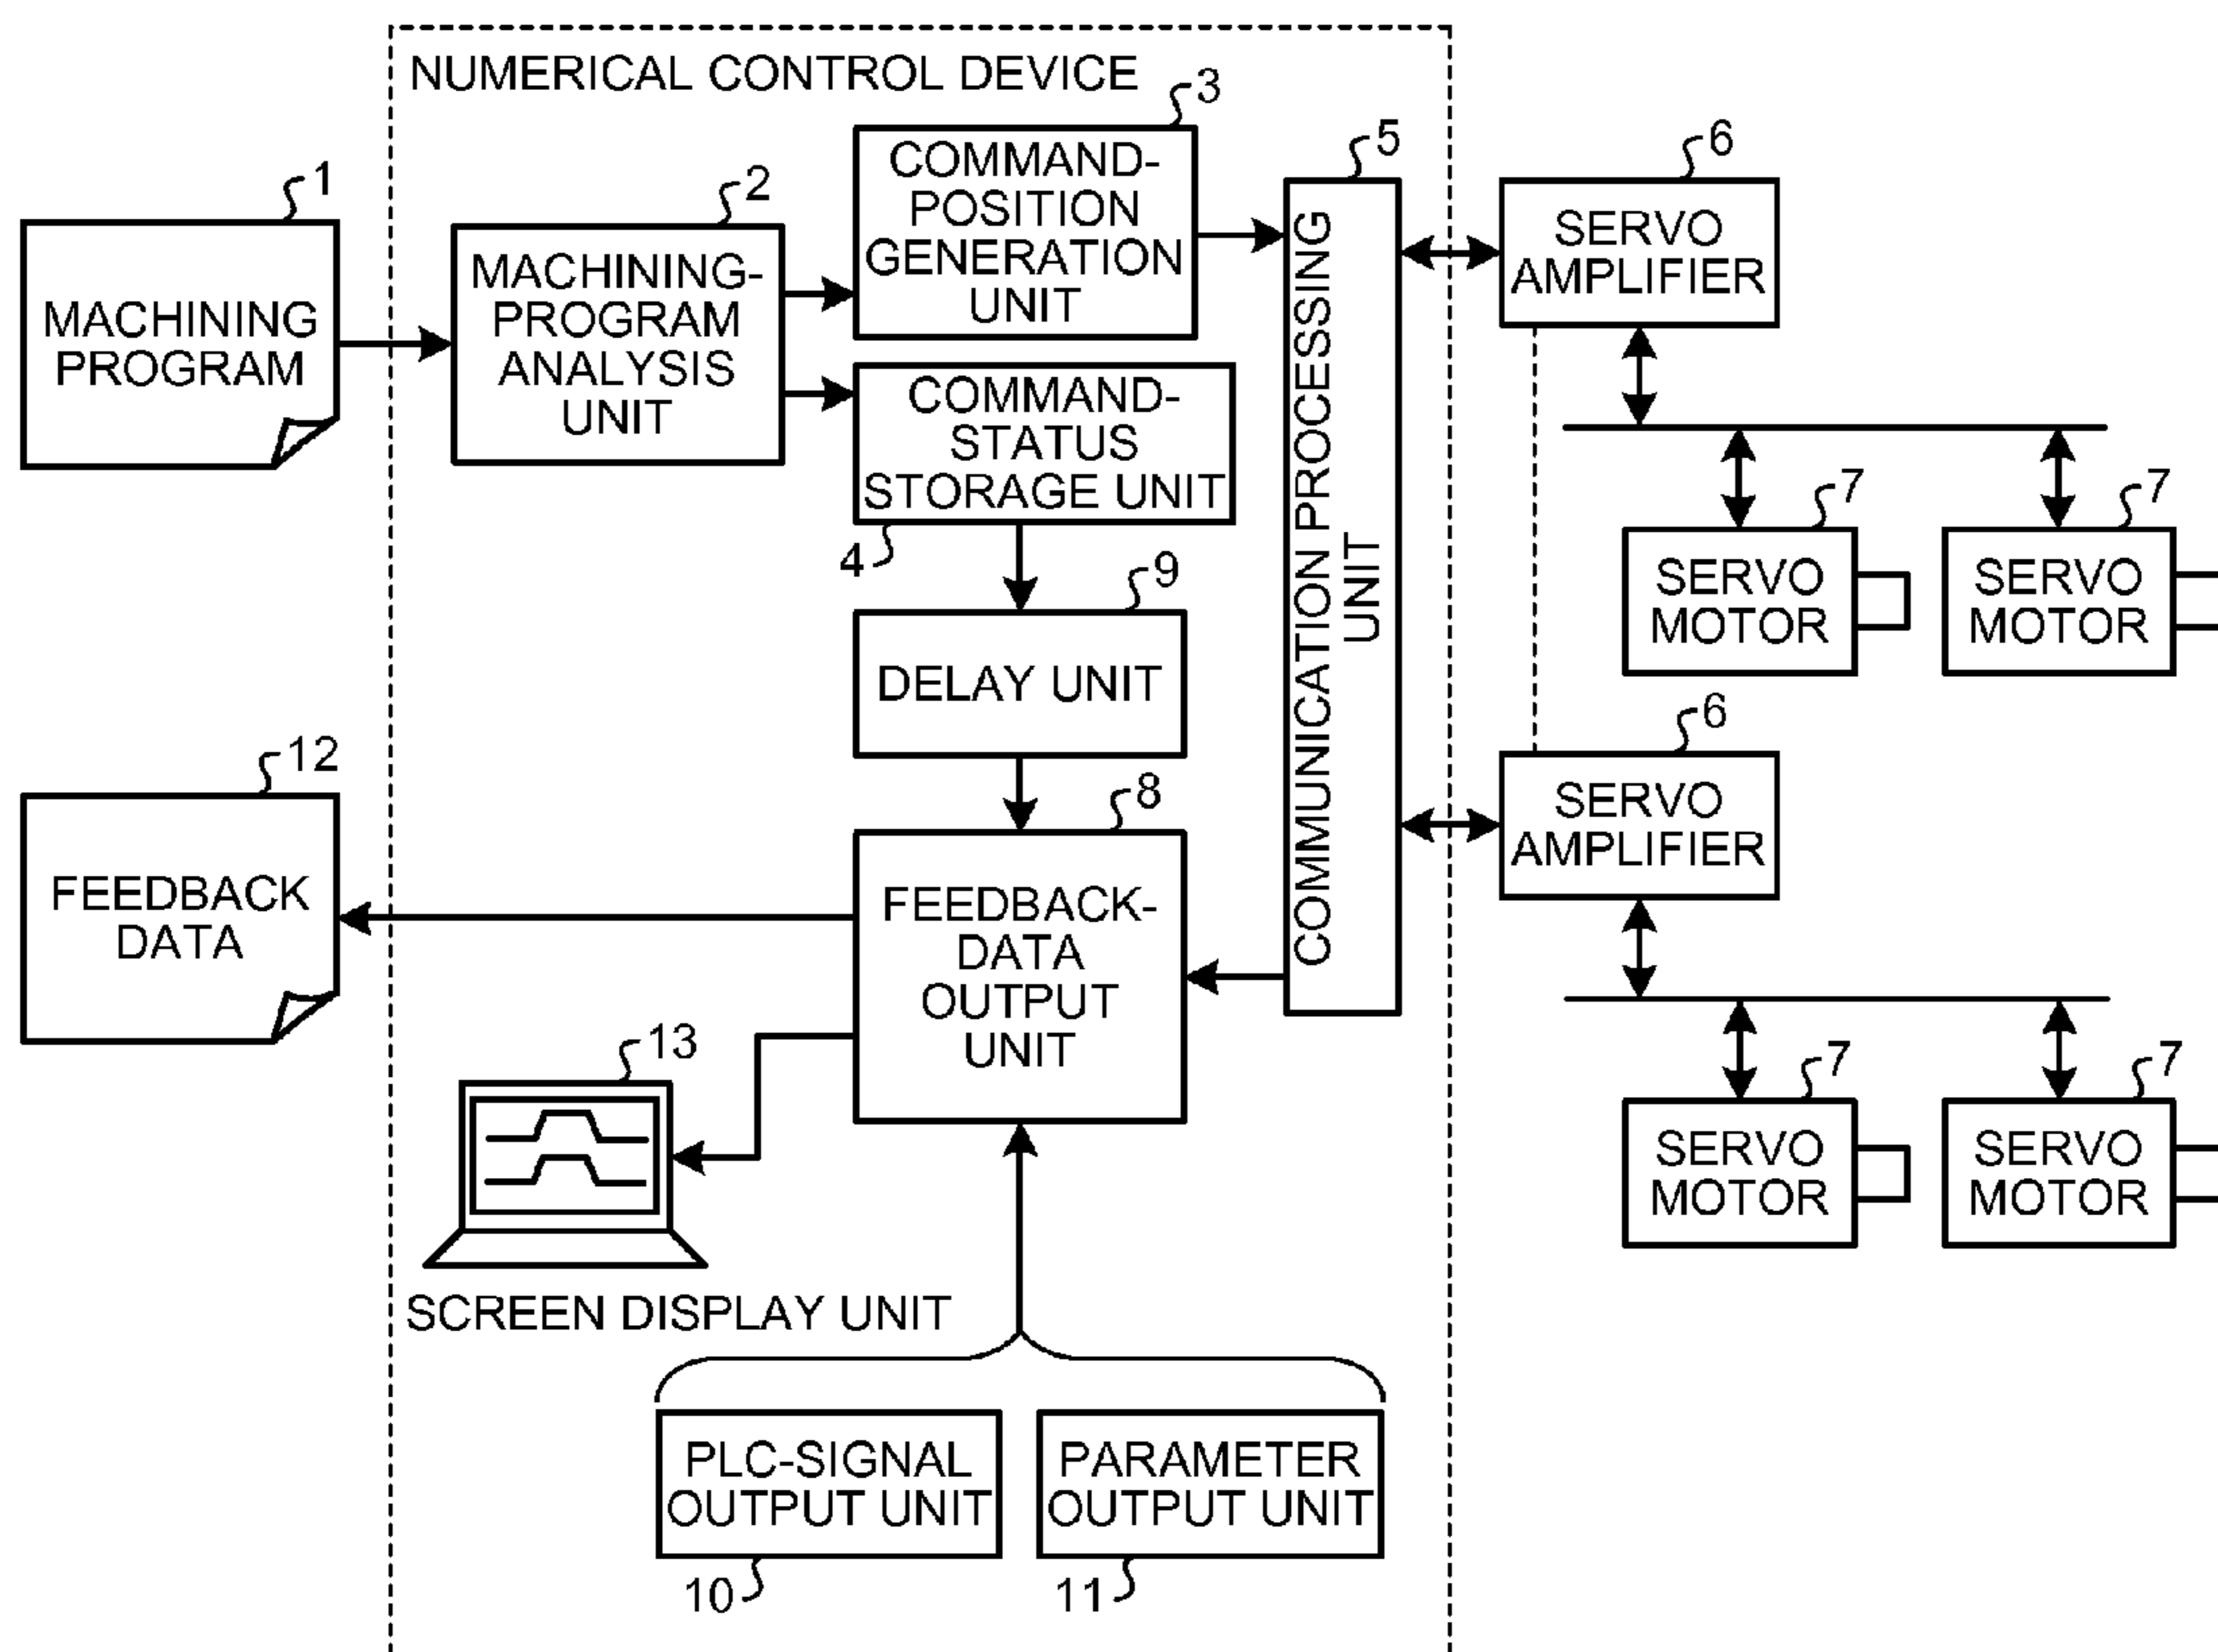 NUMERICAL CONTROL DEVICE
1
MACHINING
PROGRAM
2
MACHINING-
PROGRAM
ANALYSIS
UNIT
3
COMMAND-
POSITION
GENERATION
UNIT
COMMAND-
STATUS
STORAGE UNIT
4
5
COMMUNICATION PROCESSING
UNIT
6
SERVO
AMPLIFIER
7
SERVO
MOTOR
7
SERVO
MOTOR
9
DELAY UNIT
6
SERVO
AMPLIFIER
7
SERVO
MOTOR
7
SERVO
MOTOR
12
FEEDBACK
DATA
8
FEEDBACK-
DATA
OUTPUT
UNIT
13
SCREEN DISPLAY UNIT
PLC-SIGNAL
OUTPUT UNIT
10
PARAMETER
OUTPUT UNIT
11